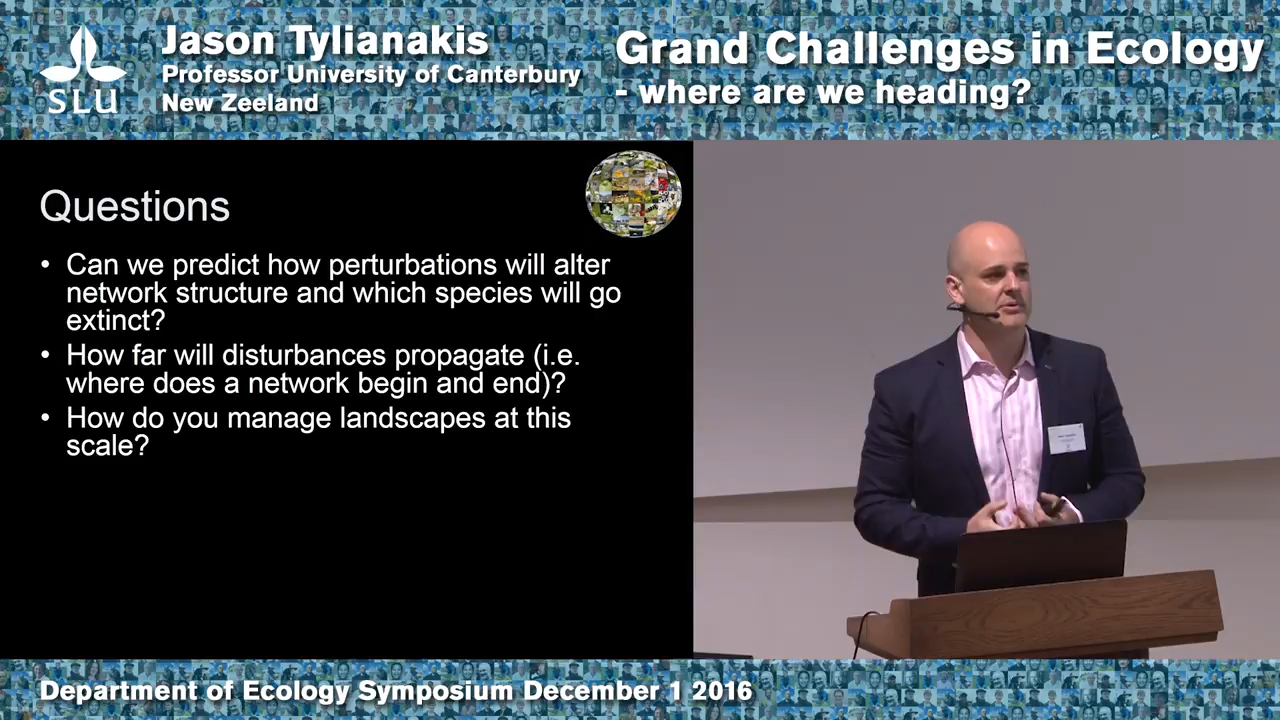 SLU
Jason Tylianakis
Professor University of Canterbury
New Zeeland
Grand Challenges in Ecology
- where are we heading?
Questions
• Can we predict how perturbations will alter
network structure and which species will go
extinct?
• How far will disturbances propagate (i.e.
where does a network begin and end)?
• How do you manage landscapes at this
scale?
Department of Ecology Symposium December 1 2016